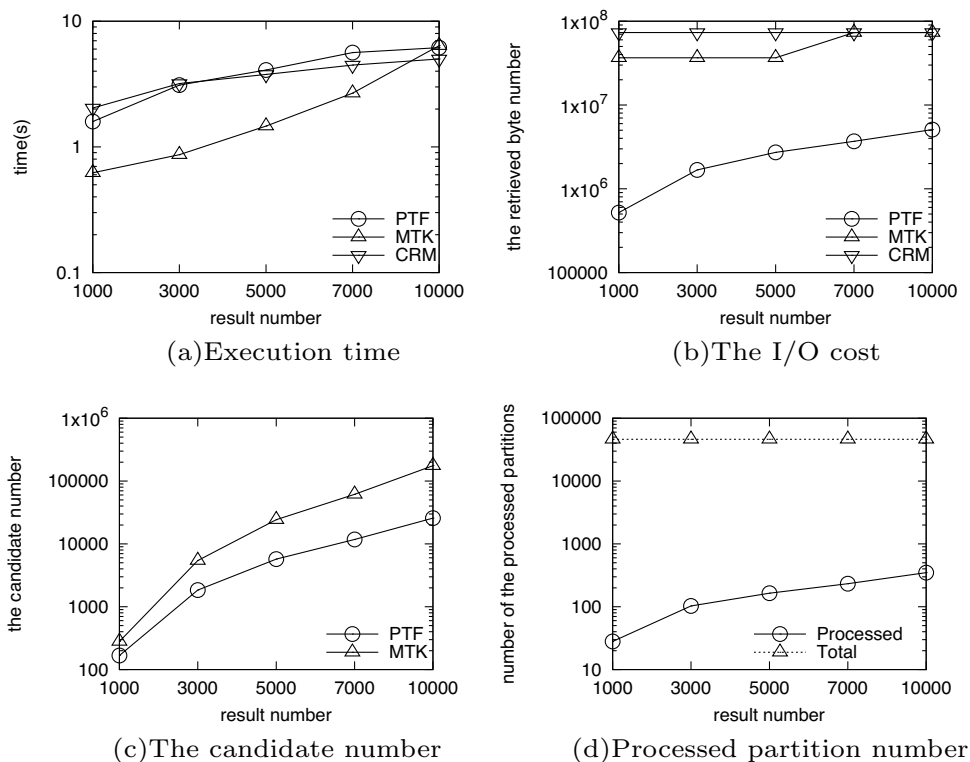 10
1
0.1
time(s)
PTF
MTK
CRM
1000 3000 5000 7000 10000
result number
(a)Execution time
1x10^8
1x10^7
1x10^6
100000
the retrieved byte number
PTF
MTK
CRM
1000 3000 5000 7000 10000
result number
(b)The I/O cost
1x10^6
100000
10000
1000
100
the candidate number
PTF
MTK
1000 3000 5000 7000 10000
result number
(c)The candidate number
100000
10000
1000
100
10
number of the processed partitions
Processed
Total
1000 3000 5000 7000 10000
result number
(d)Processed partition number